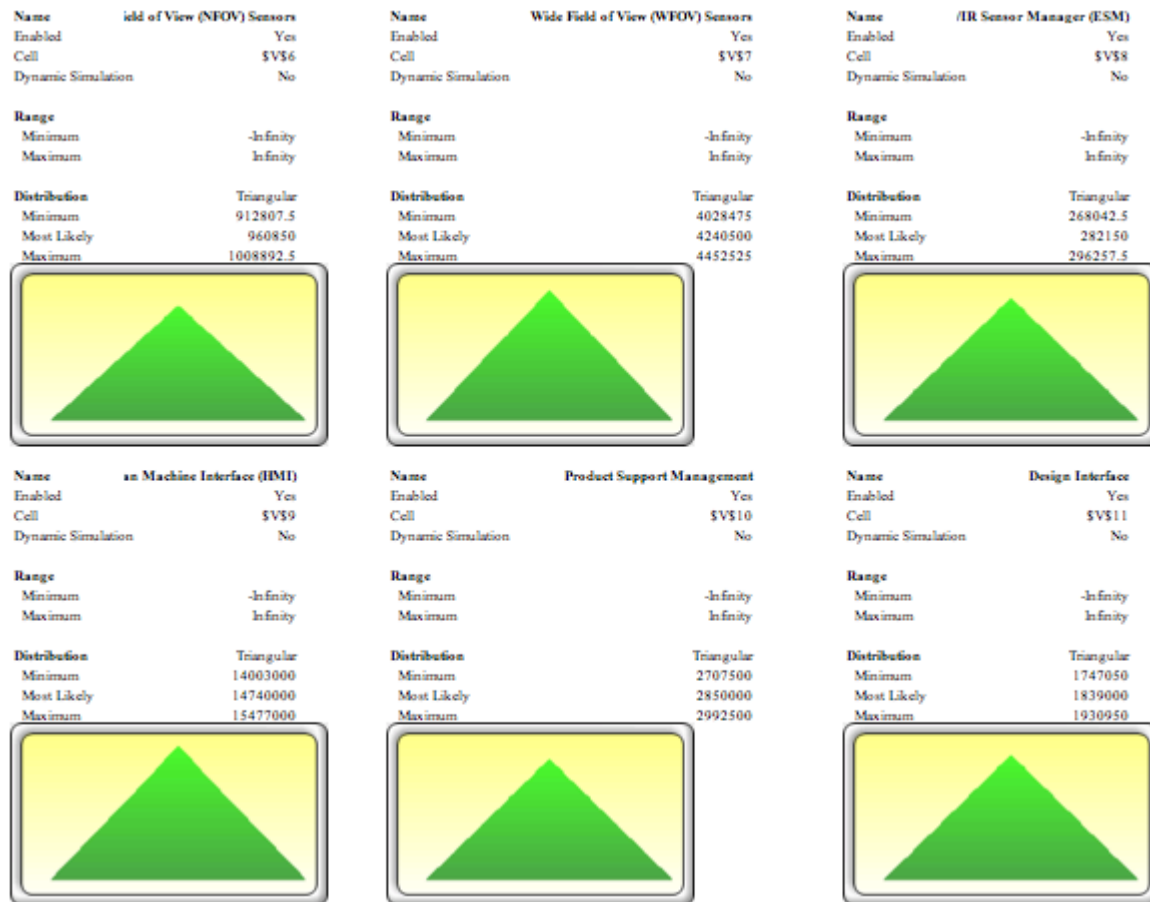 Name ield of View (NFOV) Sensors
Enabled Yes
Cell $V$6
Dynamic Simulation No
Range
Minimum -Infinity
Maximum Infinity
Distribution Triangular
Minimum 912807.5
Most Likely 960850
Maximum 1008892.5
Name Wide Field of View (WFOV) Sensors
Enabled Yes
Cell $V$7
Dynamic Simulation No
Range
Minimum -Infinity
Maximum Infinity
Distribution Triangular
Minimum 4028475
Most Likely 4240500
Maximum 4452525
Name /IR Sensor Manager (ESM)
Enabled Yes
Cell $V$8
Dynamic Simulation No
Range
Minimum -Infinity
Maximum Infinity
Distribution Triangular
Minimum 268042.5
Most Likely 282150
Maximum 296257.5
Name an Machine Interface (HMI)
Enabled Yes
Cell $V$9
Dynamic Simulation No
Range
Minimum -Infinity
Maximum Infinity
Distribution Triangular
Minimum 14003000
Most Likely 14740000
Maximum 15477000
Name Product Support Management
Enabled Yes
Cell $V$10
Dynamic Simulation No
Range
Minimum -Infinity
Maximum Infinity
Distribution Triangular
Minimum 2707500
Most Likely 2850000
Maximum 2992500
Name Design Interface
Enabled Yes
Cell $V$11
Dynamic Simulation No
Range
Minimum -Infinity
Maximum Infinity
Distribution Triangular
Minimum 1747050
Most Likely 1839000
Maximum 1930950